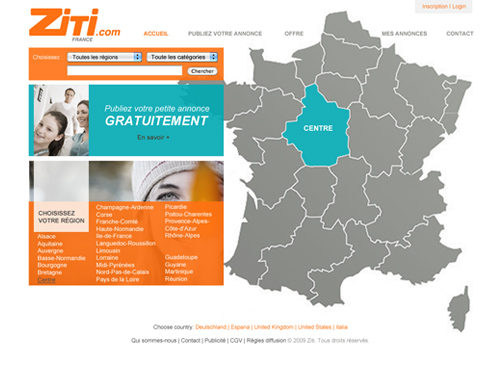 Inscription | Login
ZiTi.com
FRANCE
ACCUEIL PUBLIEZ VOTRE ANNONCE OFFRE MES ANNONCES CONTACT
Choisissez: Toutes les régions Toute les catégories
Chercher
Publiez votre petite annonce
GRATUITEMENT
En savoir +
CENTRE
CHOISISSEZ
VOTRE RÉGION
Alsace
Aquitaine
Auvergne
Basse-Normandie
Bourgogne
Bretagne
Centre
Champagne-Ardenne
Corse
Franche-Comté
Haute-Normandie
Ile-de-France
Languedoc-Roussillon
Limousin
Lorraine
Midi-Pyrénées
Nord-Pas-de-Calais
Pays de la Loire
Picardie
Poitou-Charentes
Provence-Alpes-
Côte-d'Azur
Rhône-Alpes
Guadeloupe
Guyane
Martinique
Réunion
Choose country: Deutschland | Espana | United Kingdom | United States | Italia
Qui sommes-nous | Contact | Publicité | CGV | Règles diffusion © 2009 Ziti. Tous droits réservés.